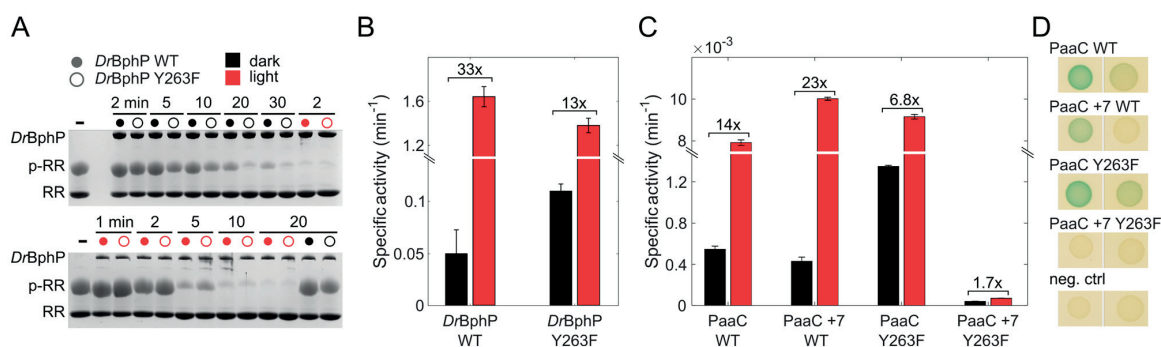 A
DrBphP WT
DrBphP Y263F
dark
light
2 min 5 10 20 30 2
DrBphP
p-RR
RR
1 min 2 5 10 20
DrBphP
p-RR
RR
B
Specific activity (min⁻¹)
1.6
1.4
0.1
0.05
0
33x
13x
DrBphP
WT
DrBphP
Y263F
C
×10⁻³
Specific activity (min⁻¹)
10
8
1.2
0.8
0.4
0
14x
23x
6.8x
1.7x
PaaC
WT
PaaC +7
WT
PaaC
Y263F
PaaC +7
Y263F
D
PaaC WT
PaaC +7 WT
PaaC Y263F
PaaC +7 Y263F
neg. ctrl